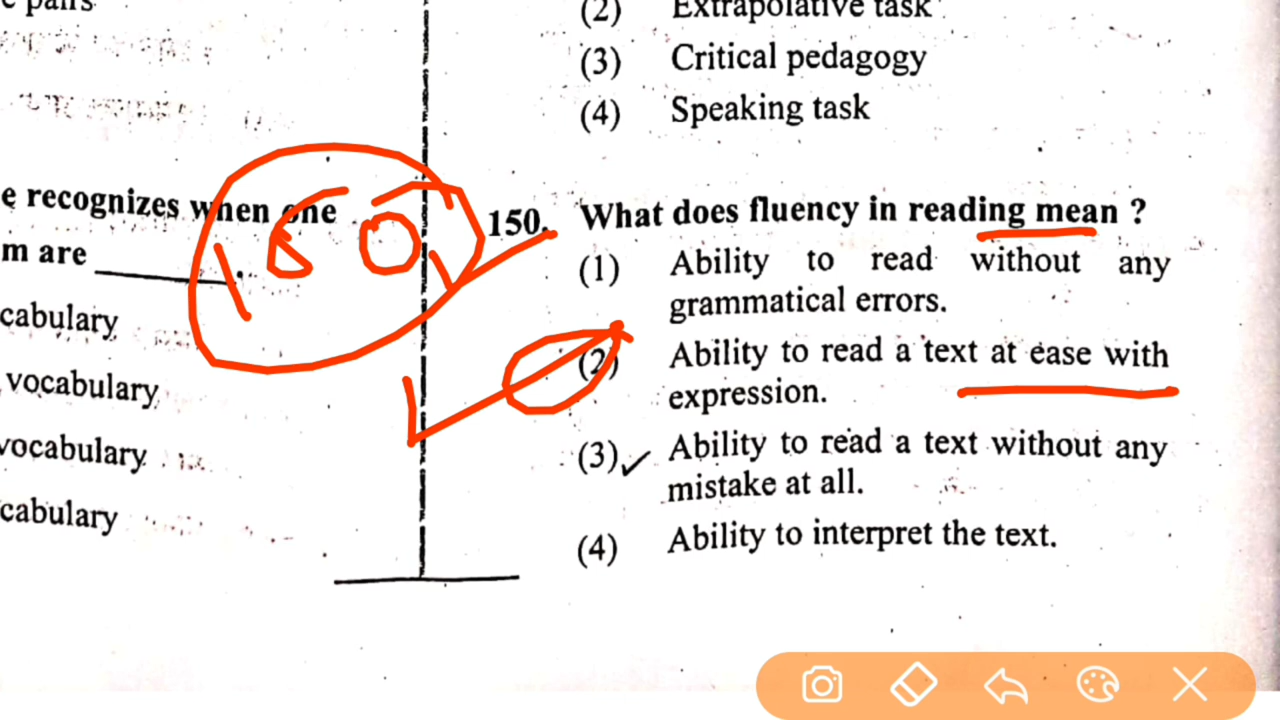 e pairs
e recognizes when one
m are ________.
cabulary
vocabulary
vocabulary
cabulary
(2) Extrapolative task
(3) Critical pedagogy
(4) Speaking task
150. What does fluency in reading mean ?
(1) Ability to read without any
grammatical errors.
(2) Ability to read a text at ease with
expression.
(3) Ability to read a text without any
mistake at all.
(4) Ability to interpret the text.